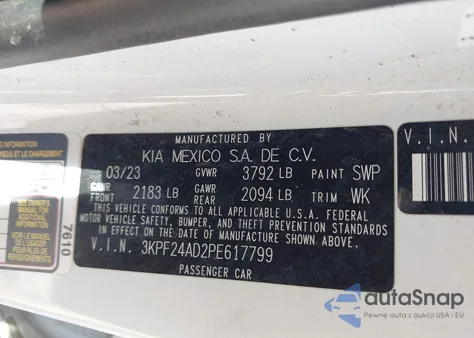 MANUFACTURED BY
KIA MEXICO S.A. DE C.V.
03/23 GVWR 3792 LB PAINT SWP
GAWR FRONT 2183 LB GAWR REAR 2094 LB TRIM WK
THIS VEHICLE CONFORMS TO ALL APPLICABLE U.S.A. FEDERAL
MOTOR VEHICLE SAFETY, BUMPER, AND THEFT PREVENTION
STANDARDS IN EFFECT ON THE DATE OF MANUFACTURE SHOWN ABOVE.
V.I.N. 3KPF24AD2PE617799
PASSENGER CAR
7610
V.I.N.
autoSnap
Pewne auta z aukcji USA i EU